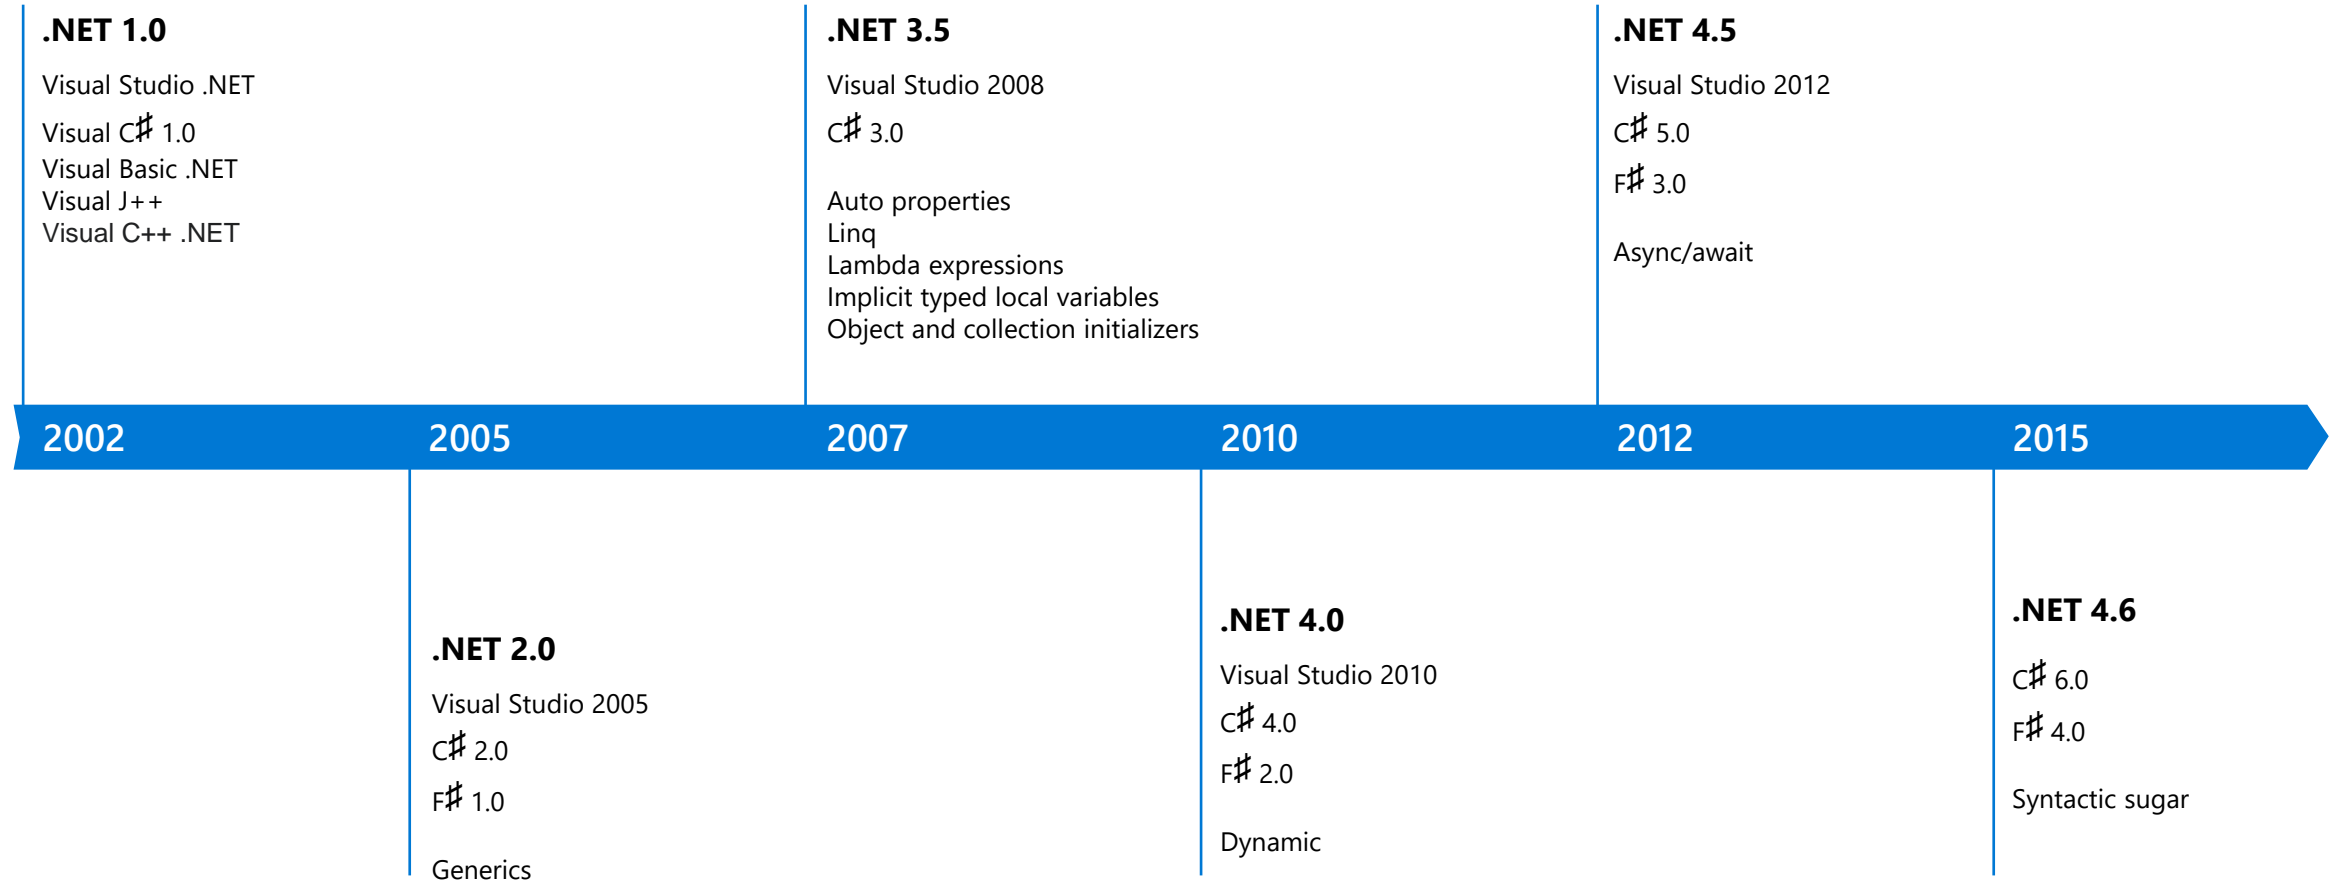 .NET 1.0
Visual Studio .NET
Visual C♯ 1.0
Visual Basic .NET
Visual J++
Visual C++ .NET
.NET 3.5
Visual Studio 2008
C♯ 3.0
Auto properties
Linq
Lambda expressions
Implicit typed local variables
Object and collection initializers
.NET 4.5
Visual Studio 2012
C♯ 5.0
F♯ 3.0
Async/await
2002
2005
2007
2010
2012
2015
.NET 2.0
Visual Studio 2005
C♯ 2.0
F♯ 1.0
Generics
.NET 4.0
Visual Studio 2010
C♯ 4.0
F♯ 2.0
Dynamic
.NET 4.6
C♯ 6.0
F♯ 4.0
Syntactic sugar